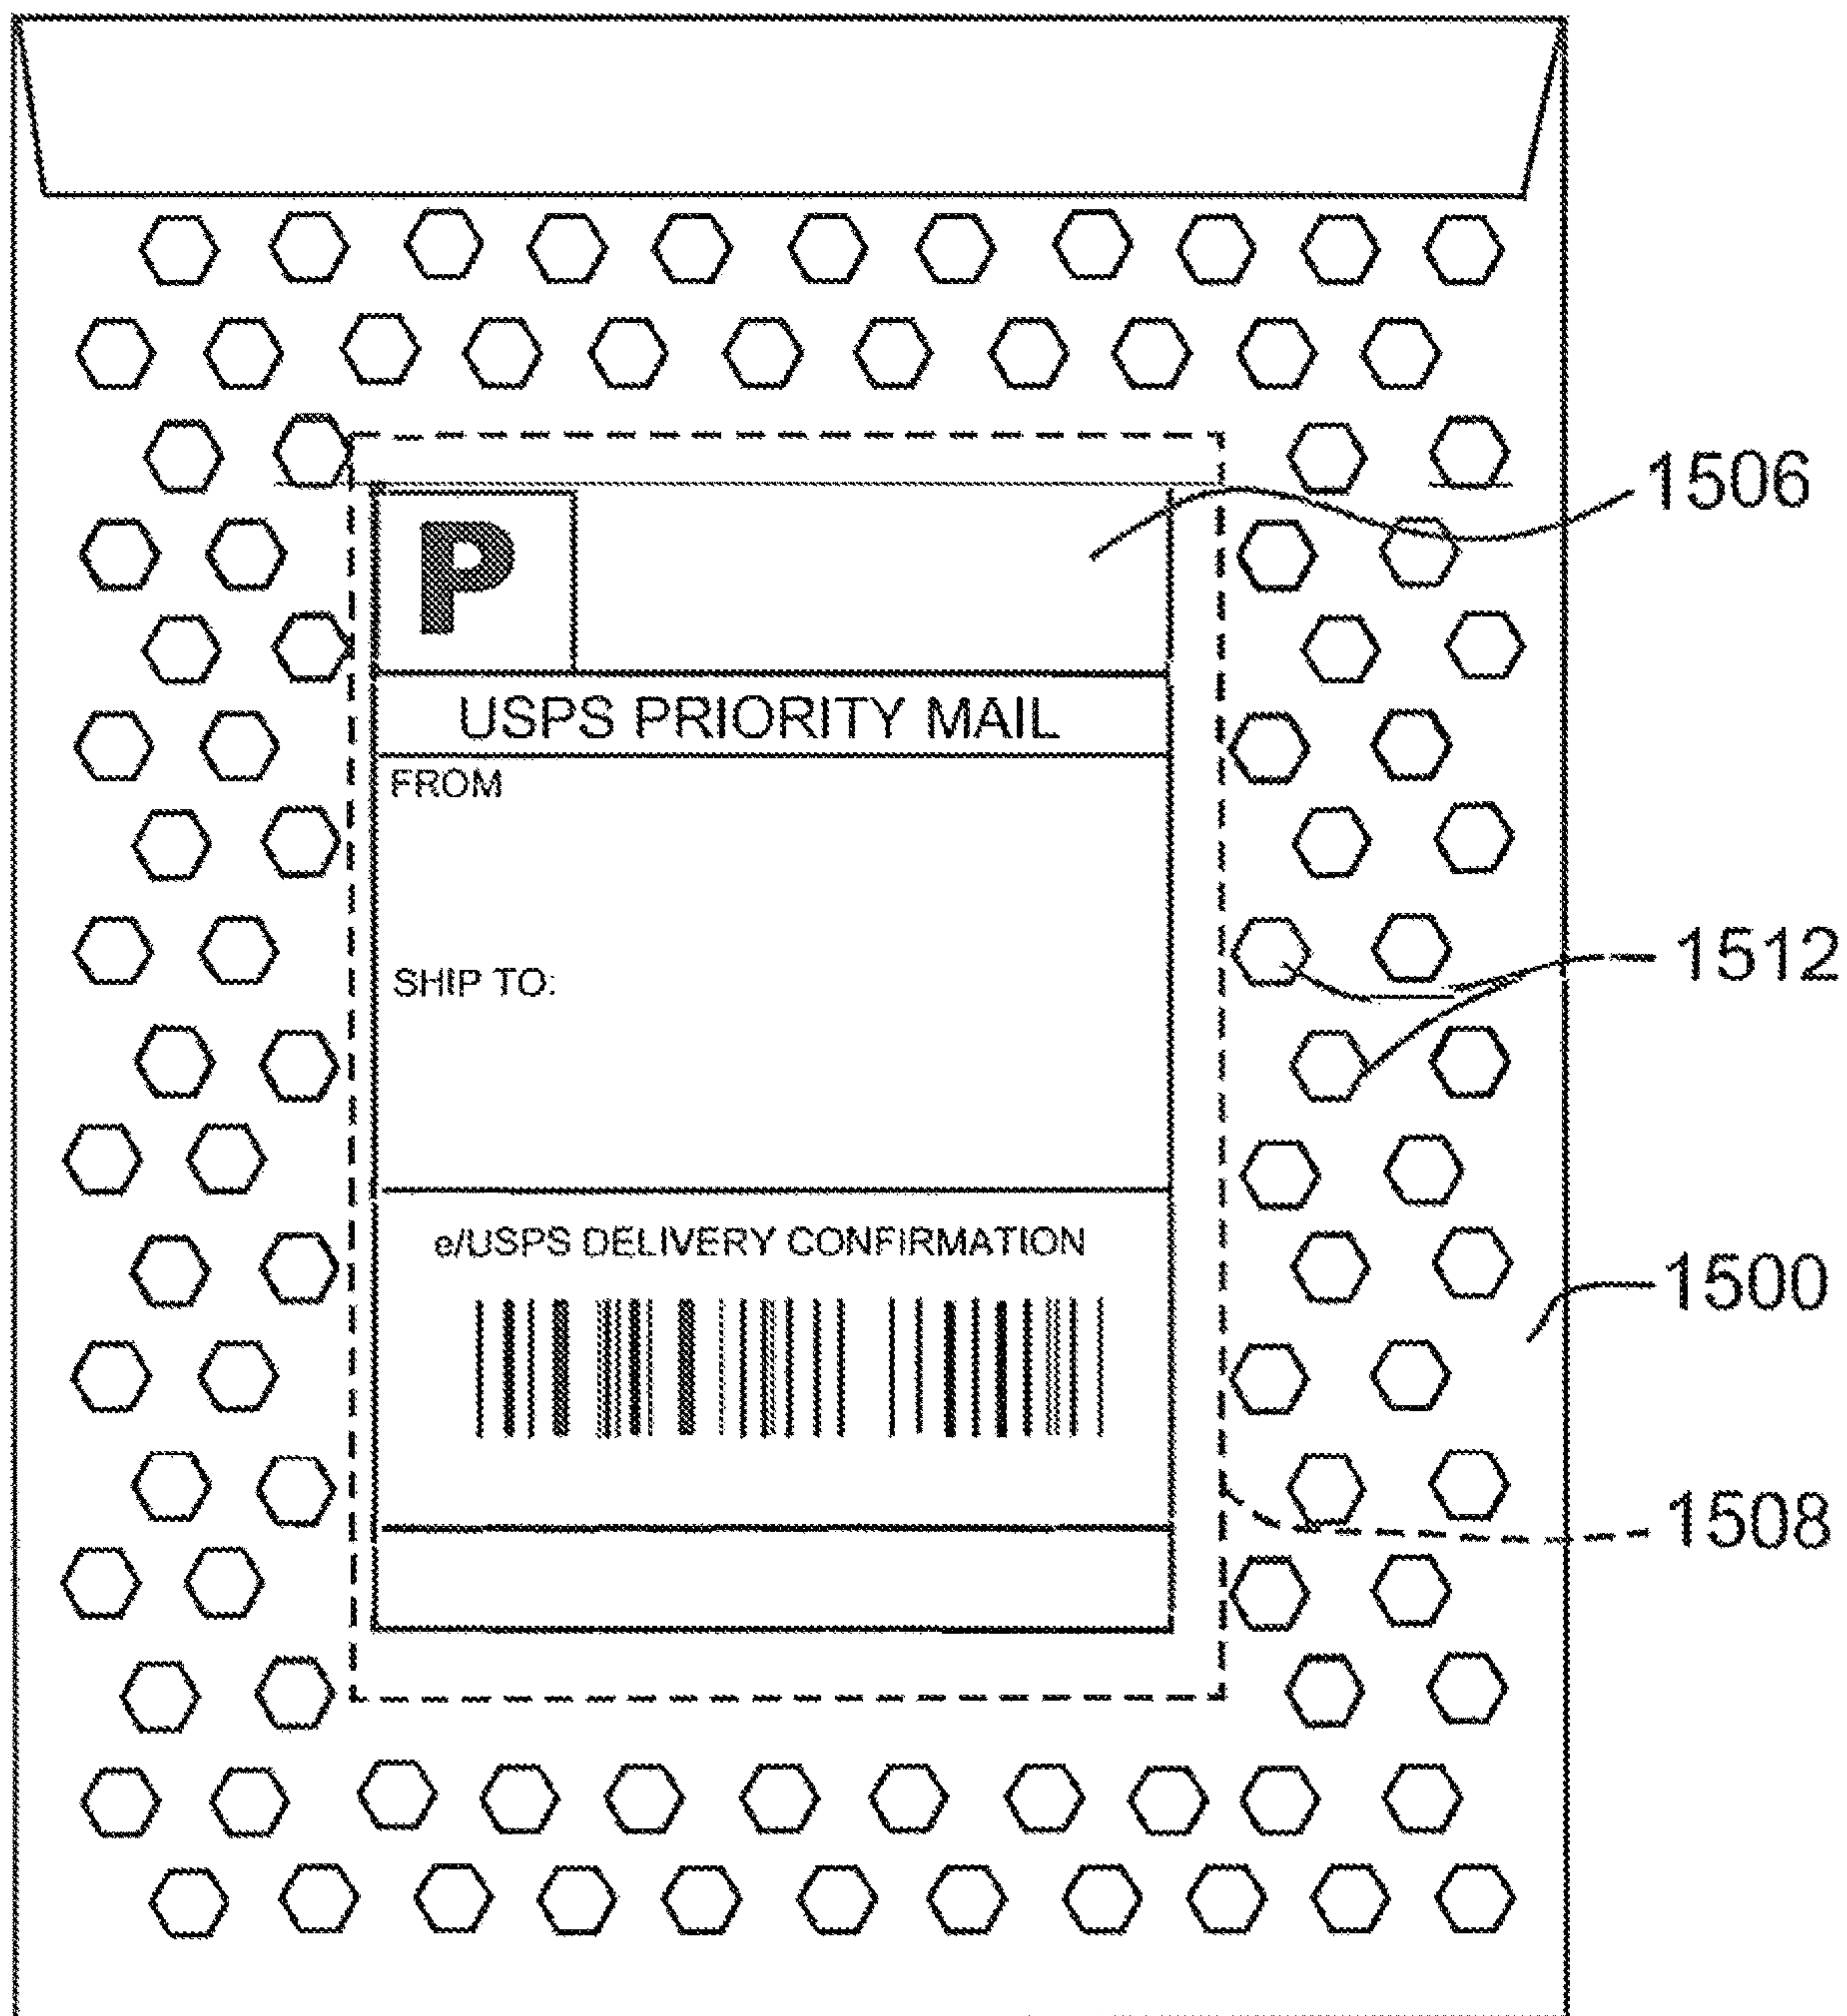 1506
P
USPS PRIORITY MAIL
FROM
1512
SHIP TO:
e/USPS DELIVERY CONFIRMATION
1500
1508